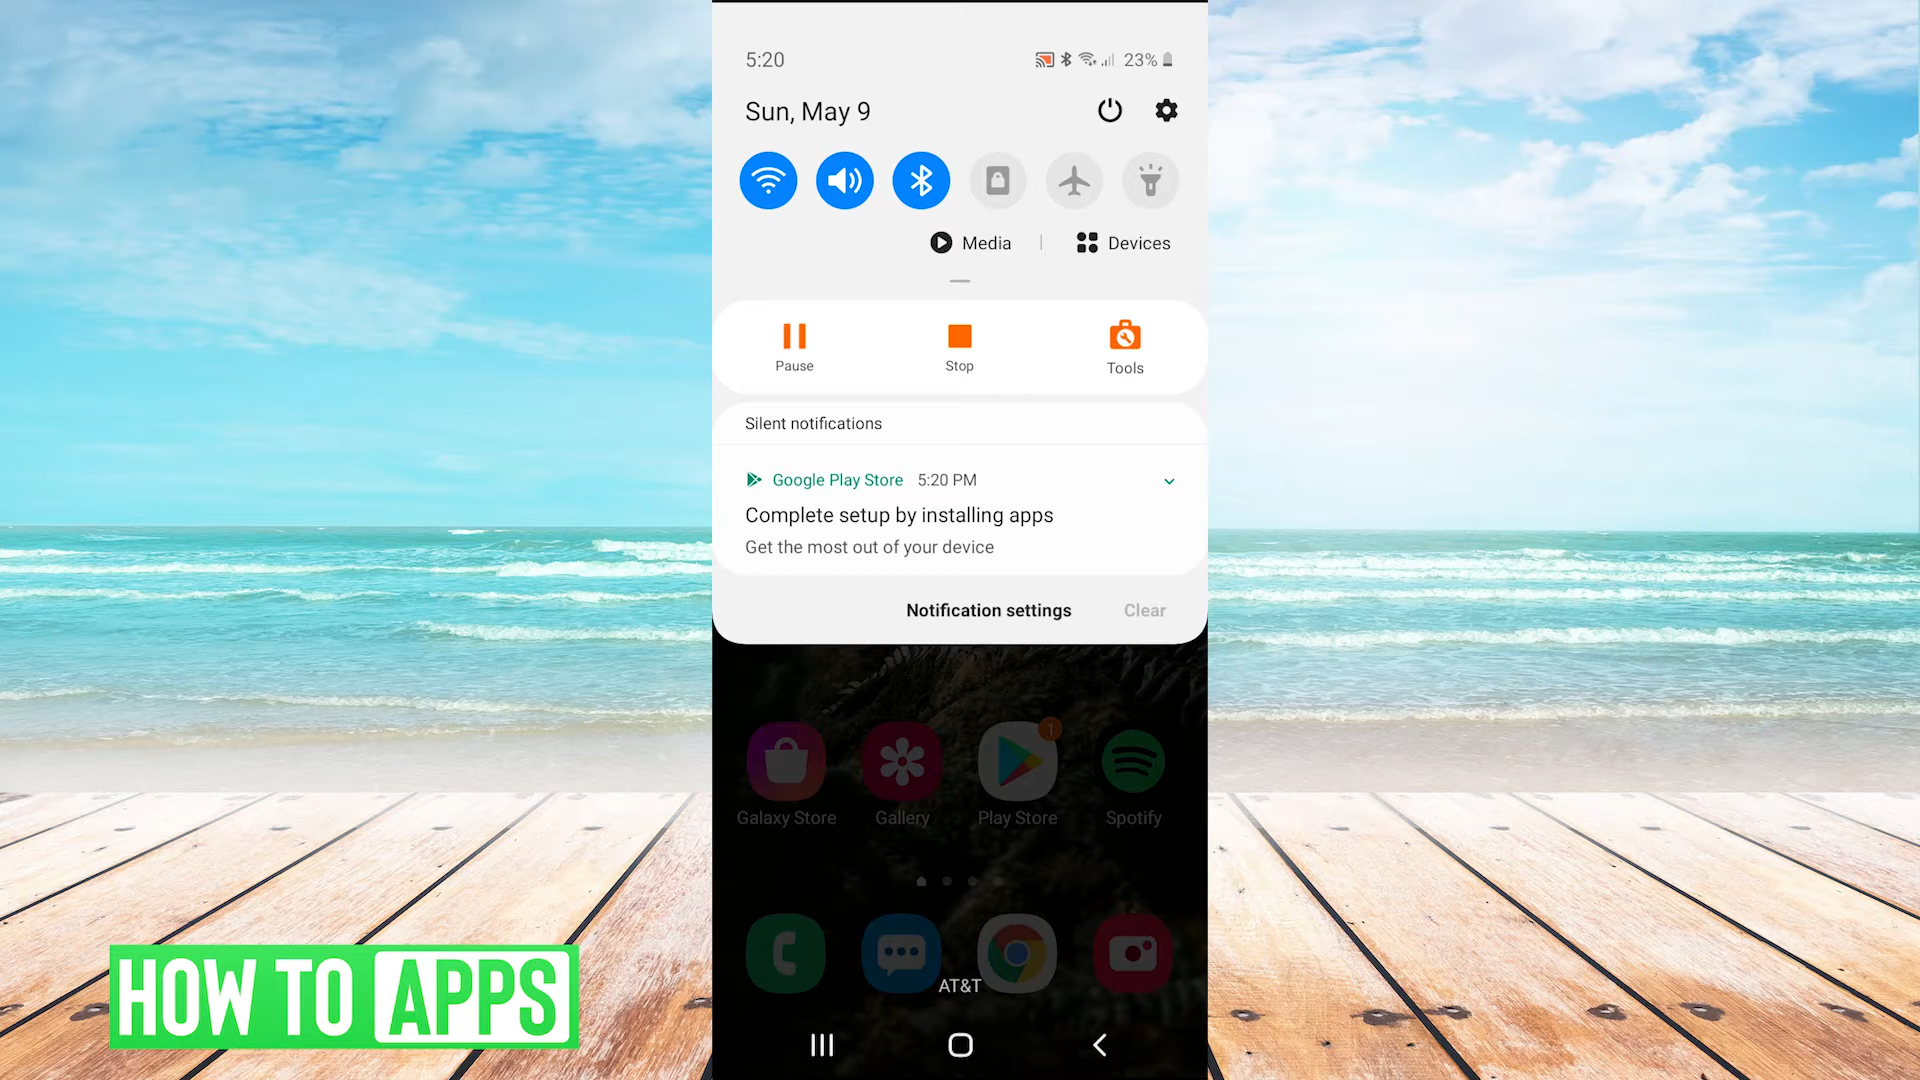 5:20
23%
Sun, May 9
Media
Devices
Pause
Stop
Tools
Silent notifications
Google Play Store 5:20 PM
Complete setup by installing apps
Get the most out of your device
Notification settings
Clear
1
Galaxy Store
Gallery
Play Store
Spotify
AT&T
HOW TO APPS